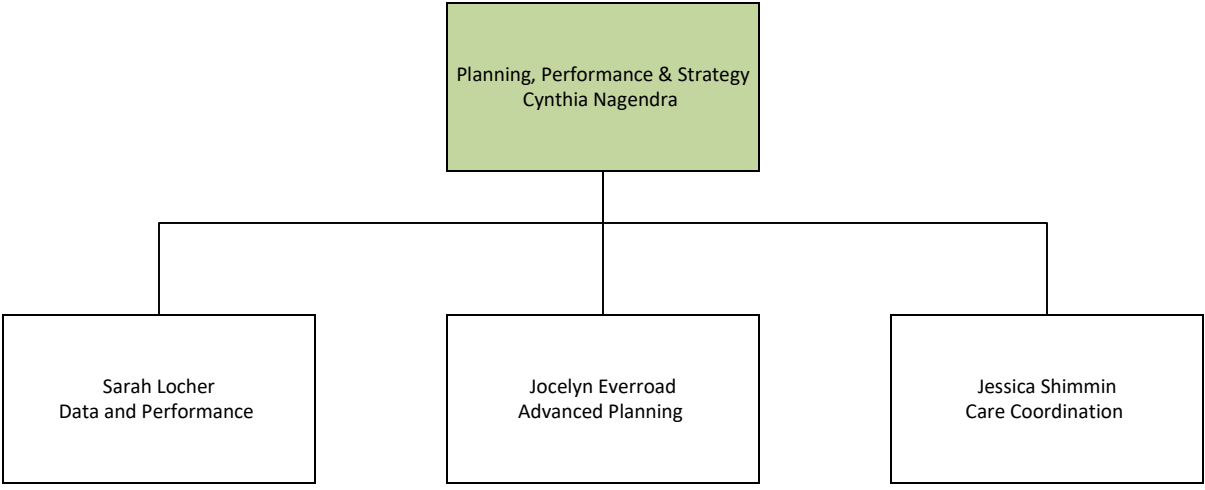 Planning, Performance & Strategy
Cynthia Nagendra
Sarah Locher
Data and Performance
Jocelyn Everroad
Advanced Planning
Jessica Shimmin
Care Coordination